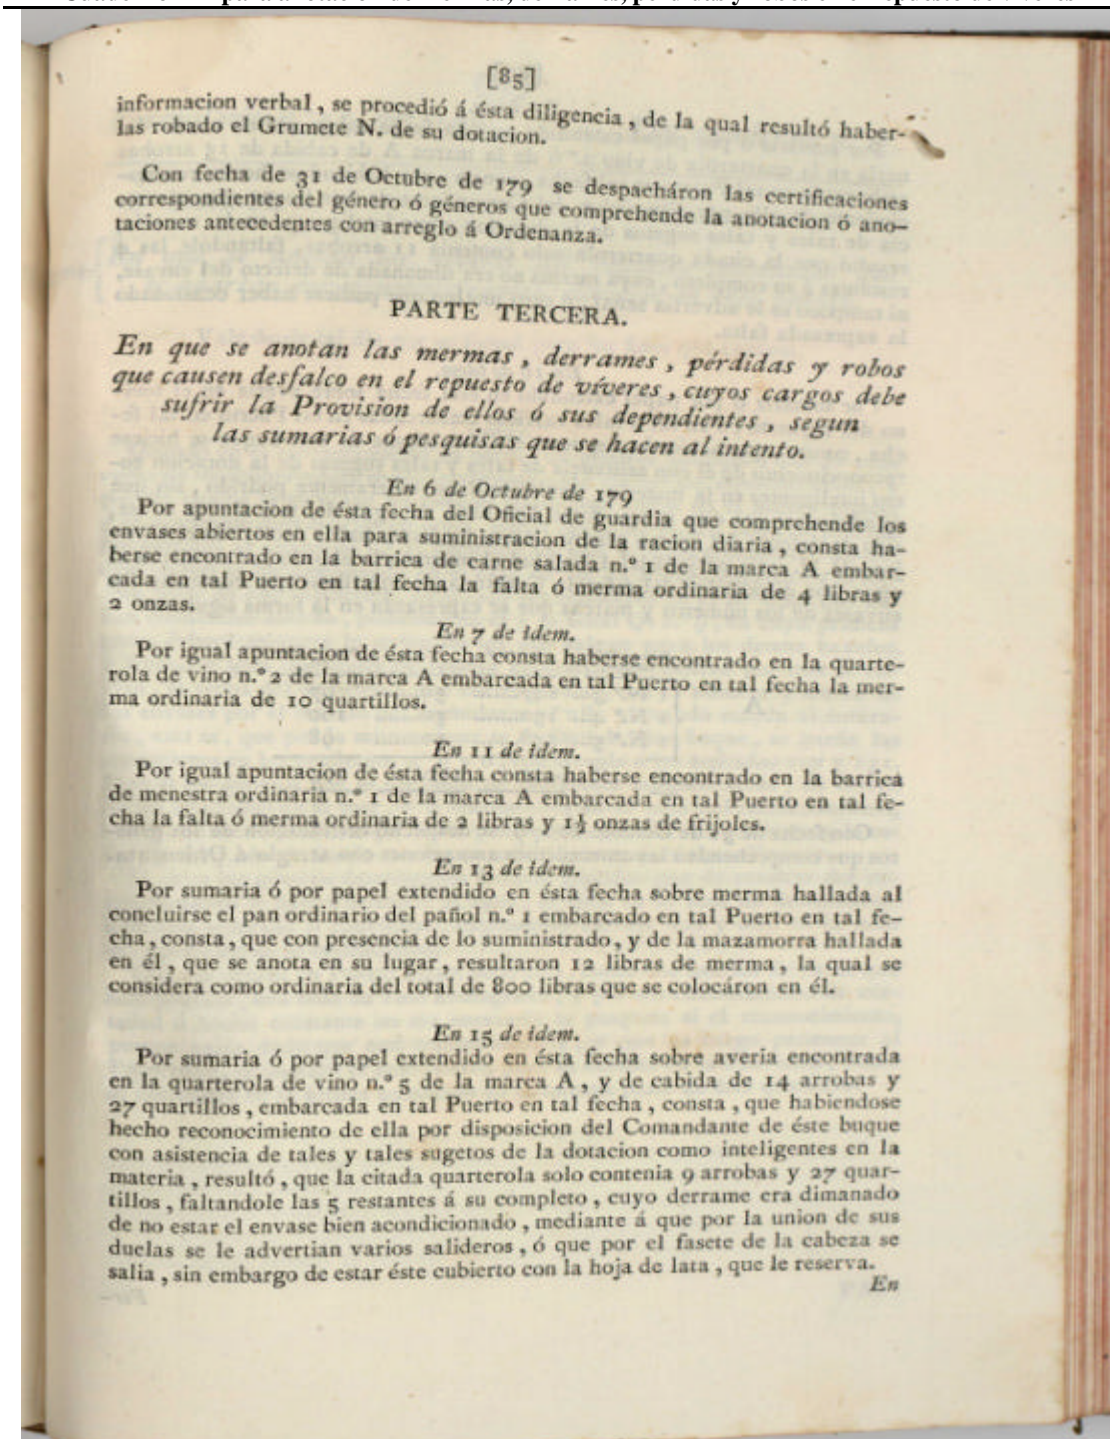 [85]
informacion verbal, se procedió á ésta diligencia, de la qual resultó haber-
las robado el Grumete N. de su dotacion.
Con fecha de 31 de Octubre de 179 se despacháron las certificaciones
correspondientes del género ó géneros que comprehende la anotacion ó ano-
taciones antecedentes con arreglo á Ordenanza.
PARTE TERCERA.
En que se anotan las mermas, derrames, pérdidas y robos
que causen desfalco en el repuesto de víveres, cuyos cargos debe
sufrir la Provision de ellos ó sus dependientes, segun
las sumarias ó pesquisas que se hacen al intento.
En 6 de Octubre de 179
Por apuntacion de ésta fecha del Oficial de guardia que comprehende los
envases abiertos en ella para suministracion de la racion diaria, consta ha-
berse encontrado en la barrica de carne salada n.º 1 de la marca A embar-
cada en tal Puerto en tal fecha la falta ó merma ordinaria de 4 libras y
2 onzas.
En 7 de idem.
Por igual apuntacion de ésta fecha consta haberse encontrado en la quarte-
rola de vino n.º 2 de la marca A embarcada en tal Puerto en tal fecha la mer-
ma ordinaria de 10 quartillos.
En 11 de idem.
Por igual apuntacion de ésta fecha consta haberse encontrado en la barrica
de menestra ordinaria n.º 1 de la marca A embarcada en tal Puerto en tal fe-
cha la falta ó merma ordinaria de 2 libras y 1½ onzas de frijoles.
En 13 de idem.
Por sumaria ó por papel extendido en ésta fecha sobre merma hallada al
concluirse el pan ordinario del pañol n.º 1 embarcado en tal Puerto en tal fe-
cha, consta, que con presencia de lo suministrado, y de la mazamorra hallada
en él, que se anota en su lugar, resultaron 12 libras de merma, la qual se
considera como ordinaria del total de 800 libras que se colocáron en él.
En 15 de idem.
Por sumaria ó por papel extendido en ésta fecha sobre averia encontrada
en la quarterola de vino n.º 5 de la marca A, y de cabida de 14 arrobas y
27 quartillos, embarcada en tal Puerto en tal fecha, consta, que habiendose
hecho reconocimiento de ella por disposicion del Comandante de éste buque
con asistencia de tales y tales sugetos de la dotacion como inteligentes en la
materia, resultó, que la citada quarterola solo contenia 9 arrobas y 27 quar-
tillos, faltandole las 5 restantes á su completo, cuyo derrame era dimanado
de no estar el envase bien acondicionado, mediante á que por la union de sus
duelas se le advertian varios salideros, ó que por el fasete de la cabeza se
salia, sin embargo de estar éste cubierto con la hoja de lata, que le reserva.
En